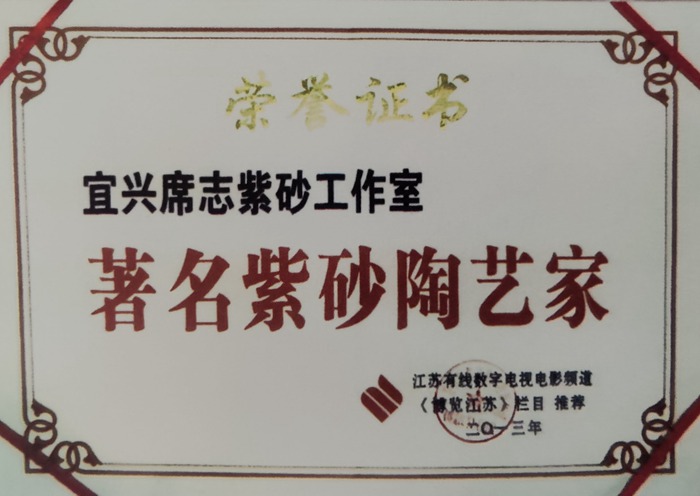 荣誉证书
宜兴席志紫砂工作室
著名紫砂陶艺家
江苏有线数字电视电影频道
《博览江苏》栏目 推荐
二〇一三年